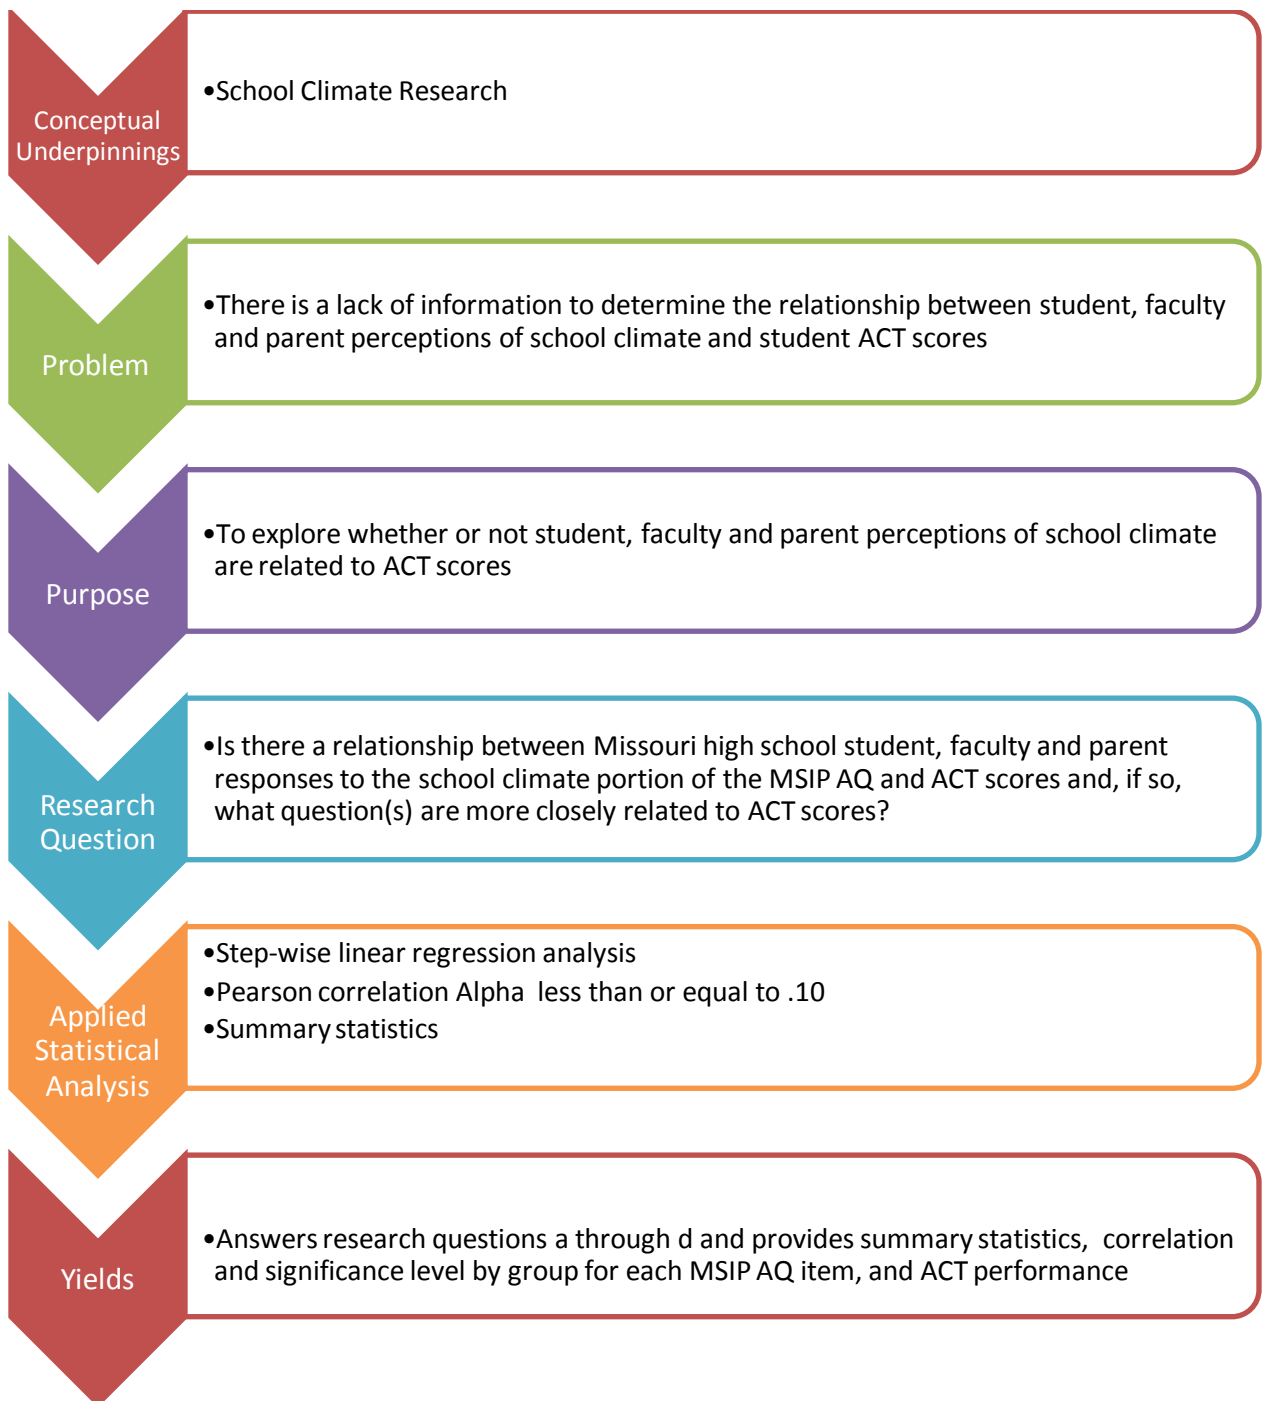 Conceptual
Underpinnings
•School Climate Research
Problem
•There is a lack of information to determine the relationship between student, faculty
and parent perceptions of school climate and student ACT scores
Purpose
•To explore whether or not student, faculty and parent perceptions of school climate
are related to ACT scores
Research
Question
•Is there a relationship between Missouri high school student, faculty and parent
responses to the school climate portion of the MSIP AQ and ACT scores and, if so,
what question(s) are more closely related to ACT scores?
Applied
Statistical
Analysis
•Step-wise linear regression analysis
•Pearson correlation Alpha  less than or equal to .10
•Summary statistics
Yields
•Answers research questions a through d and provides summary statistics,  correlation
and significance level by group for each MSIP AQ item, and ACT performance